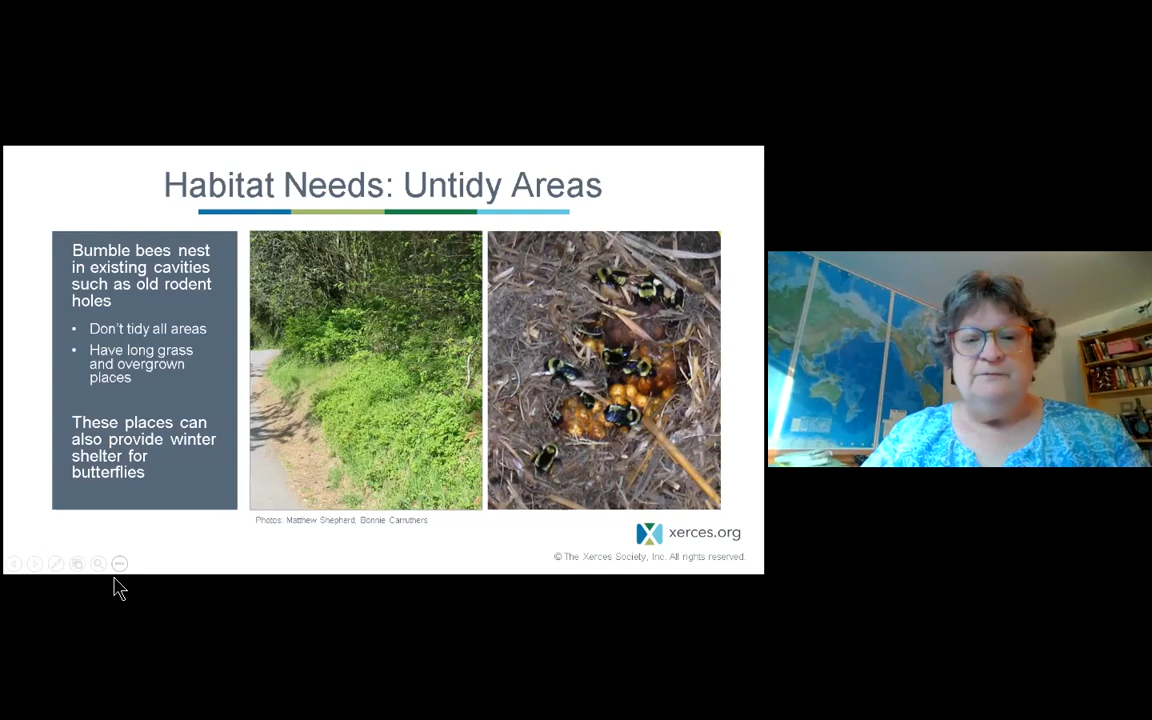 Habitat Needs: Untidy Areas
Bumble bees nest
in existing cavities
such as old rodent
holes
• Don't tidy all areas
• Have long grass
and overgrown
places
These places can
also provide winter
shelter for
butterflies
Photos: Matthew Shepherd, Bonnie Carruthers
xerces.org
© The Xerces Society, Inc. All rights reserved.